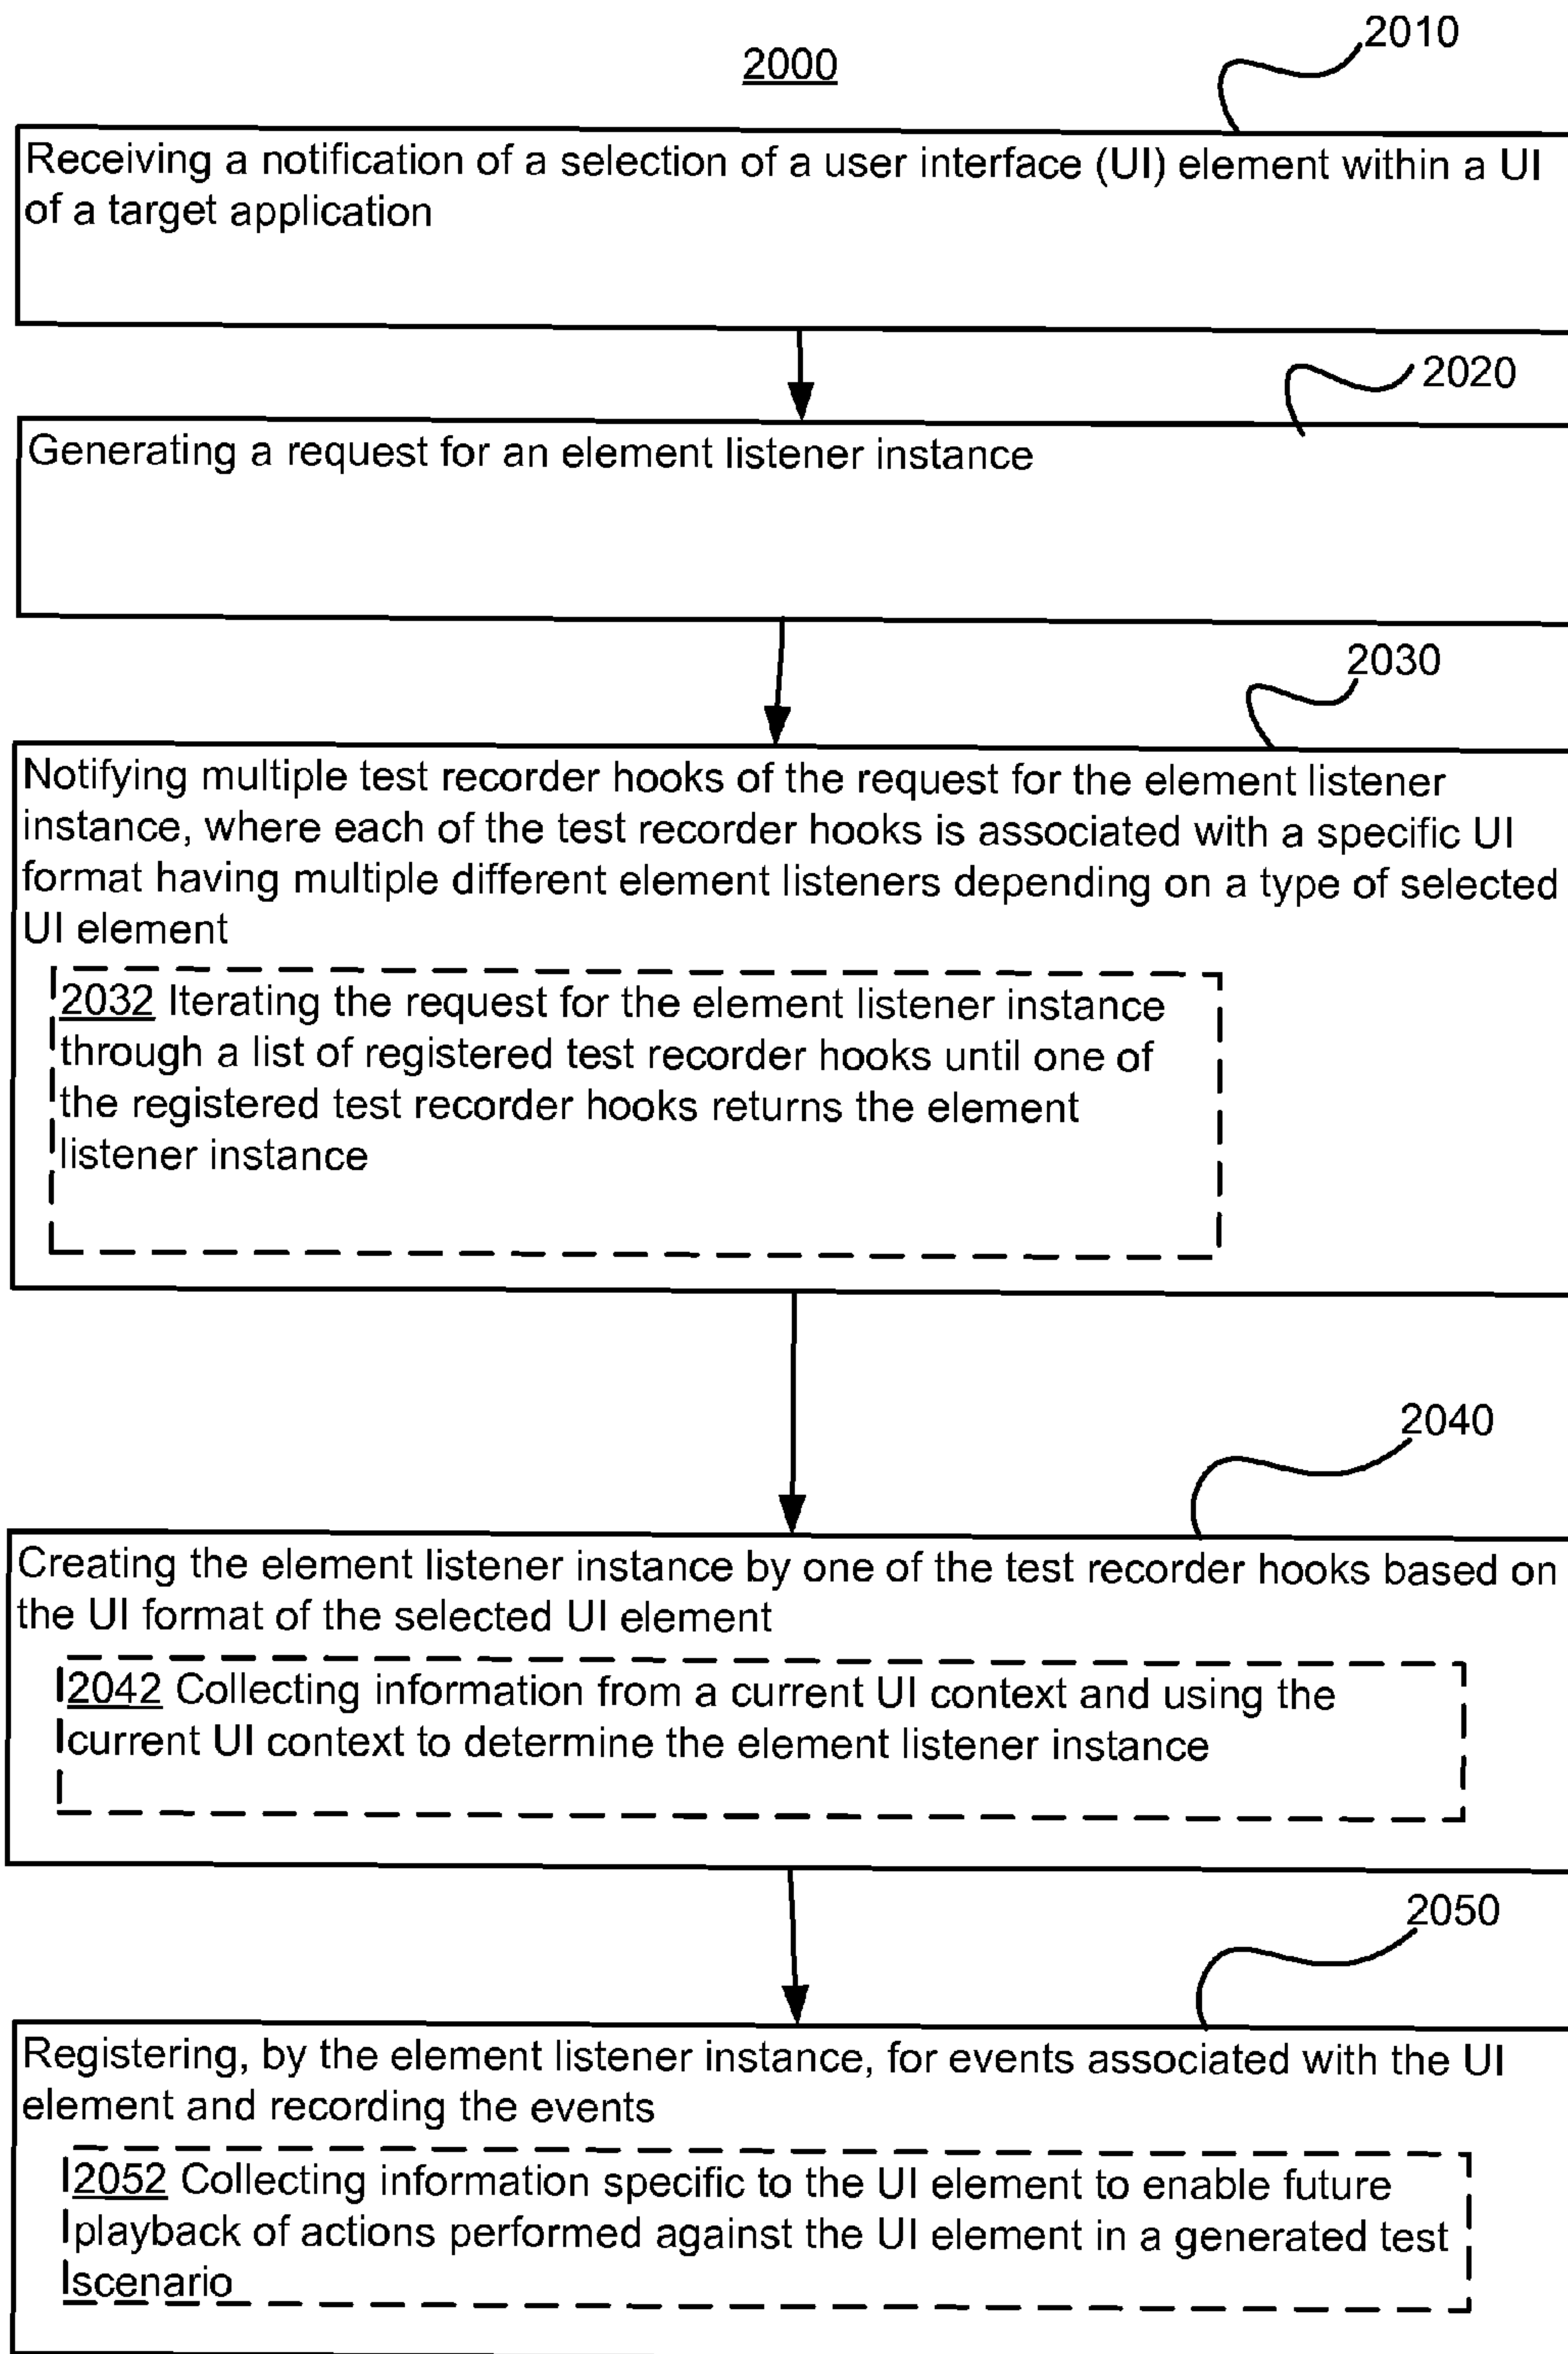 2000
2010
Receiving a notification of a selection of a user interface (UI) element within a UI
of a target application
2020
Generating a request for an element listener instance
2030
Notifying multiple test recorder hooks of the request for the element listener
instance, where each of the test recorder hooks is associated with a specific UI
format having multiple different element listeners depending on a type of selected
UI element
2032 Iterating the request for the element listener instance
through a list of registered test recorder hooks until one of
the registered test recorder hooks returns the element
listener instance
2040
Creating the element listener instance by one of the test recorder hooks based on
the UI format of the selected UI element
2042 Collecting information from a current UI context and using the
current UI context to determine the element listener instance
2050
Registering, by the element listener instance, for events associated with the UI
element and recording the events
2052 Collecting information specific to the UI element to enable future
playback of actions performed against the UI element in a generated test
scenario